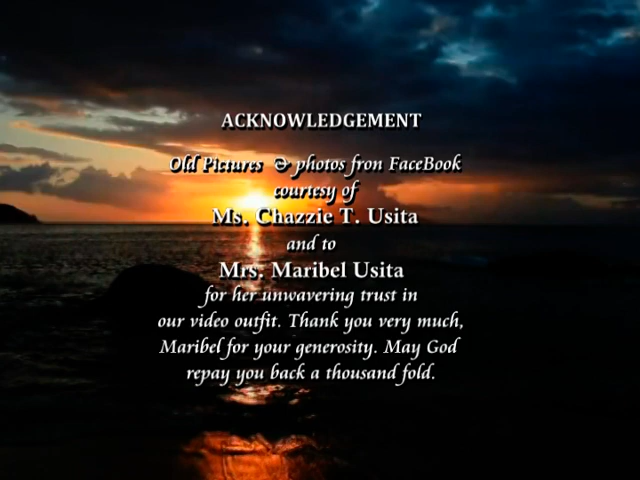 ACKNOWLEDGEMENT
Old Pictures & photos fron FaceBook
courtesy of
Ms. Chazzie T. Usita
and to
Mrs. Maribel Usita
for her unwavering trust in
our video outfit. Thank you very much,
Maribel for your generosity. May God
repay you back a thousand fold.